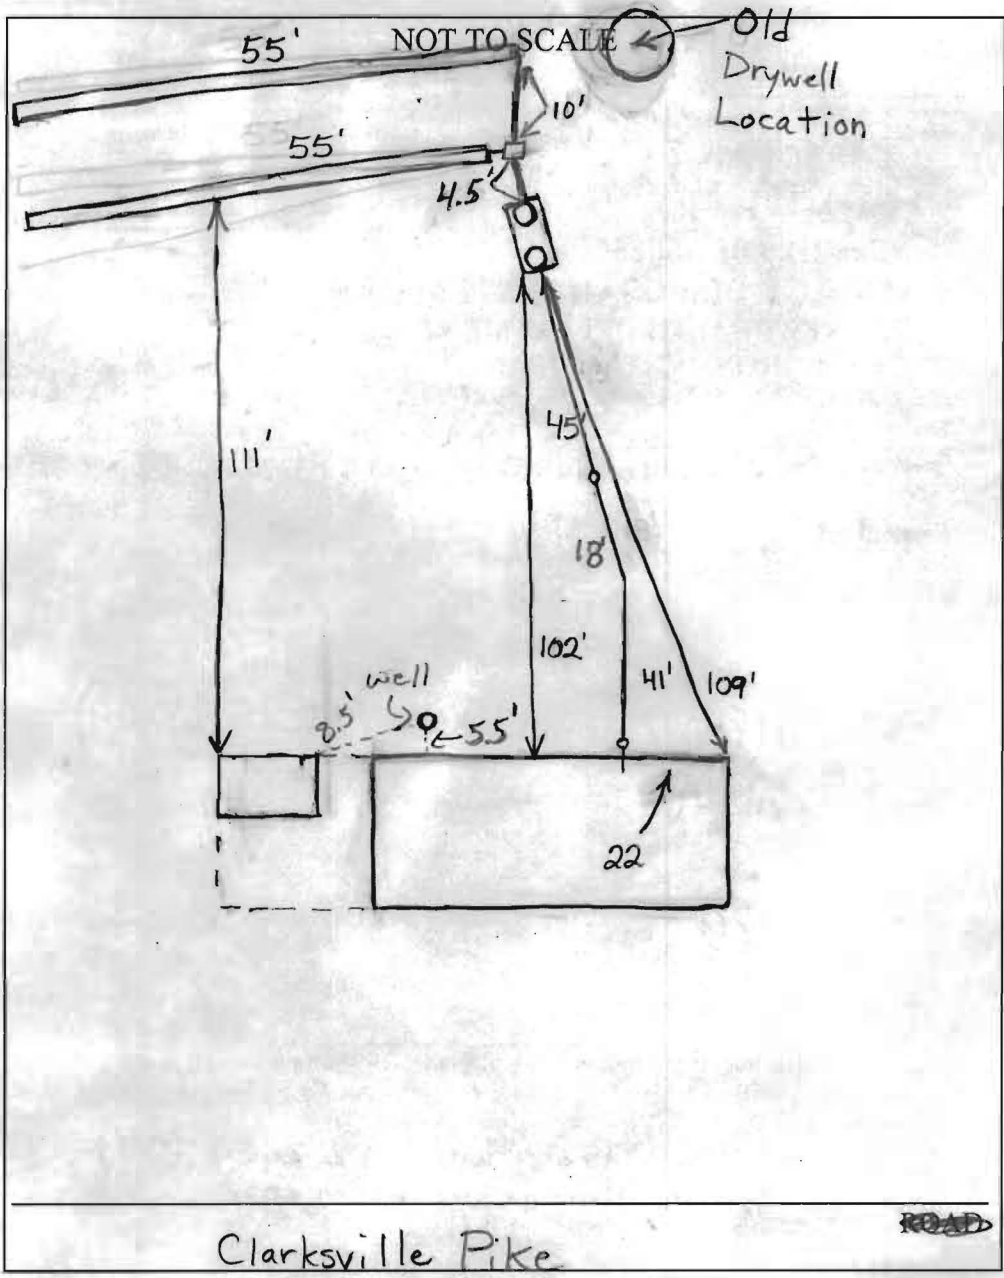 55'
NOT TO SCALE
Old
Drywell
Location
10'
55'
4.5'
45'
111'
18'
102'
41'
109'
well
8.5'
5.5'
22
ROAD
Clarksville Pike